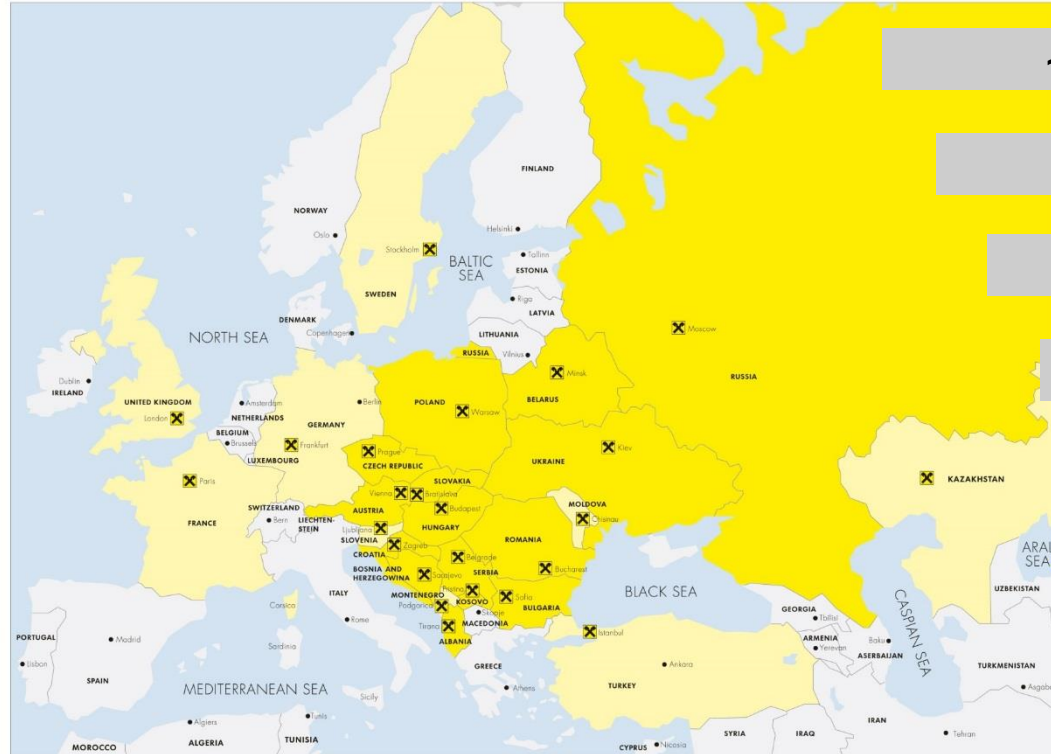 FINLAND
NORWAY
Oslo
Helsinki
Stockholm
Tallinn
BALTIC
SEA
ESTONIA
SWEDEN
Riga
LATVIA
DENMARK
NORTH SEA
Copenhagen
LITHUANIA
Moscow
Vilnius
RUSSIA
Dublin
IRELAND
UNITED KINGDOM
London
Amsterdam
NETHERLANDS
Berlin
POLAND
Minsk
BELARUS
RUSSIA
Warsaw
BELGIUM
Brussels
GERMANY
Frankfurt
LUXEMBOURG
Prague
CZECH REPUBLIC
Kiev
UKRAINE
SLOVAKIA
Paris
Vienna
Bratislava
KAZAKHSTAN
SWITZERLAND
Bern
LIECHTEN-
STEIN
AUSTRIA
Budapest
HUNGARY
MOLDOVA
Chisinau
FRANCE
Ljubljana
SLOVENIA
Zagreb
CROATIA
ROMANIA
Belgrade
SERBIA
BOSNIA AND
HERZEGOWINA
Sarajevo
Bucharest
ARAL
SEA
ITALY
MONTENEGRO
Podgorica
KOSOVO
Sofia
BULGARIA
BLACK SEA
UZBEKISTAN
Corsica
Skopje
MACEDONIA
GEORGIA
Tbilisi
CASPIAN SEA
PORTUGAL
Madrid
Rome
Tirana
ALBANIA
Istanbul
ARMENIA
Yerevan
Baku
ASERBAIJAN
Lisbon
SPAIN
Sardinia
GREECE
Ankara
TURKMENISTAN
MEDITERRANEAN SEA
Sicily
Athens
TURKEY
Asgaba
Algiers
Tunis
IRAN
Tehran
MOROCCO
ALGERIA
TUNISIA
CYPRUS
Nicosia
SYRIA
IRAQ